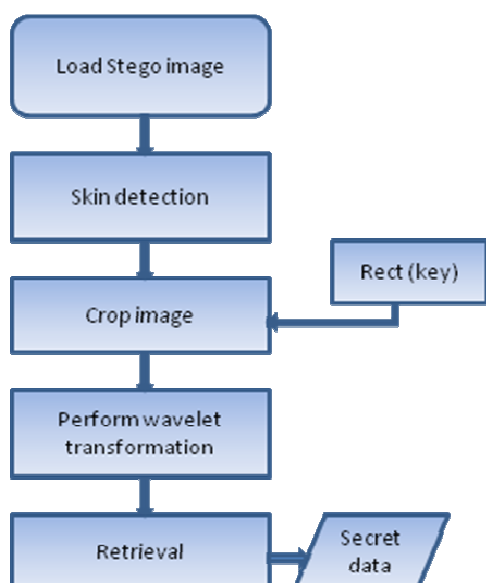 Load Stego image
Skin detection
Rect (key)
Crop image
Perform wavelet
transformation
Retrieval
Secret
data